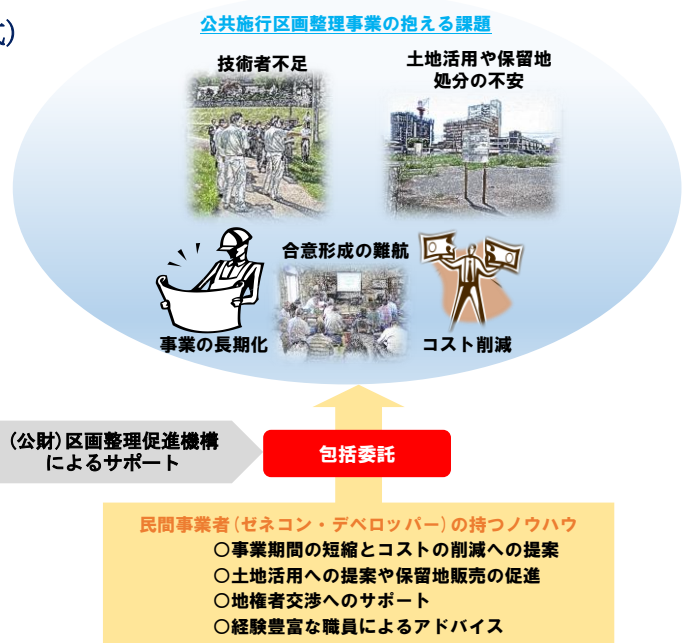 公共施行区画整理事業の抱える課題
式)
技術者不足
土地活用や保留地
処分の不安
合意形成の難航
事業の長期化
コスト削減
(公財)区画整理促進機構
によるサポート
包括委託
民間事業者(ゼネコン・デベロッパー)の持つノウハウ
○事業期間の短縮とコストの削減への提案
○土地活用への提案や保留地販売の促進
○地権者交渉へのサポート
○経験豊富な職員によるアドバイス